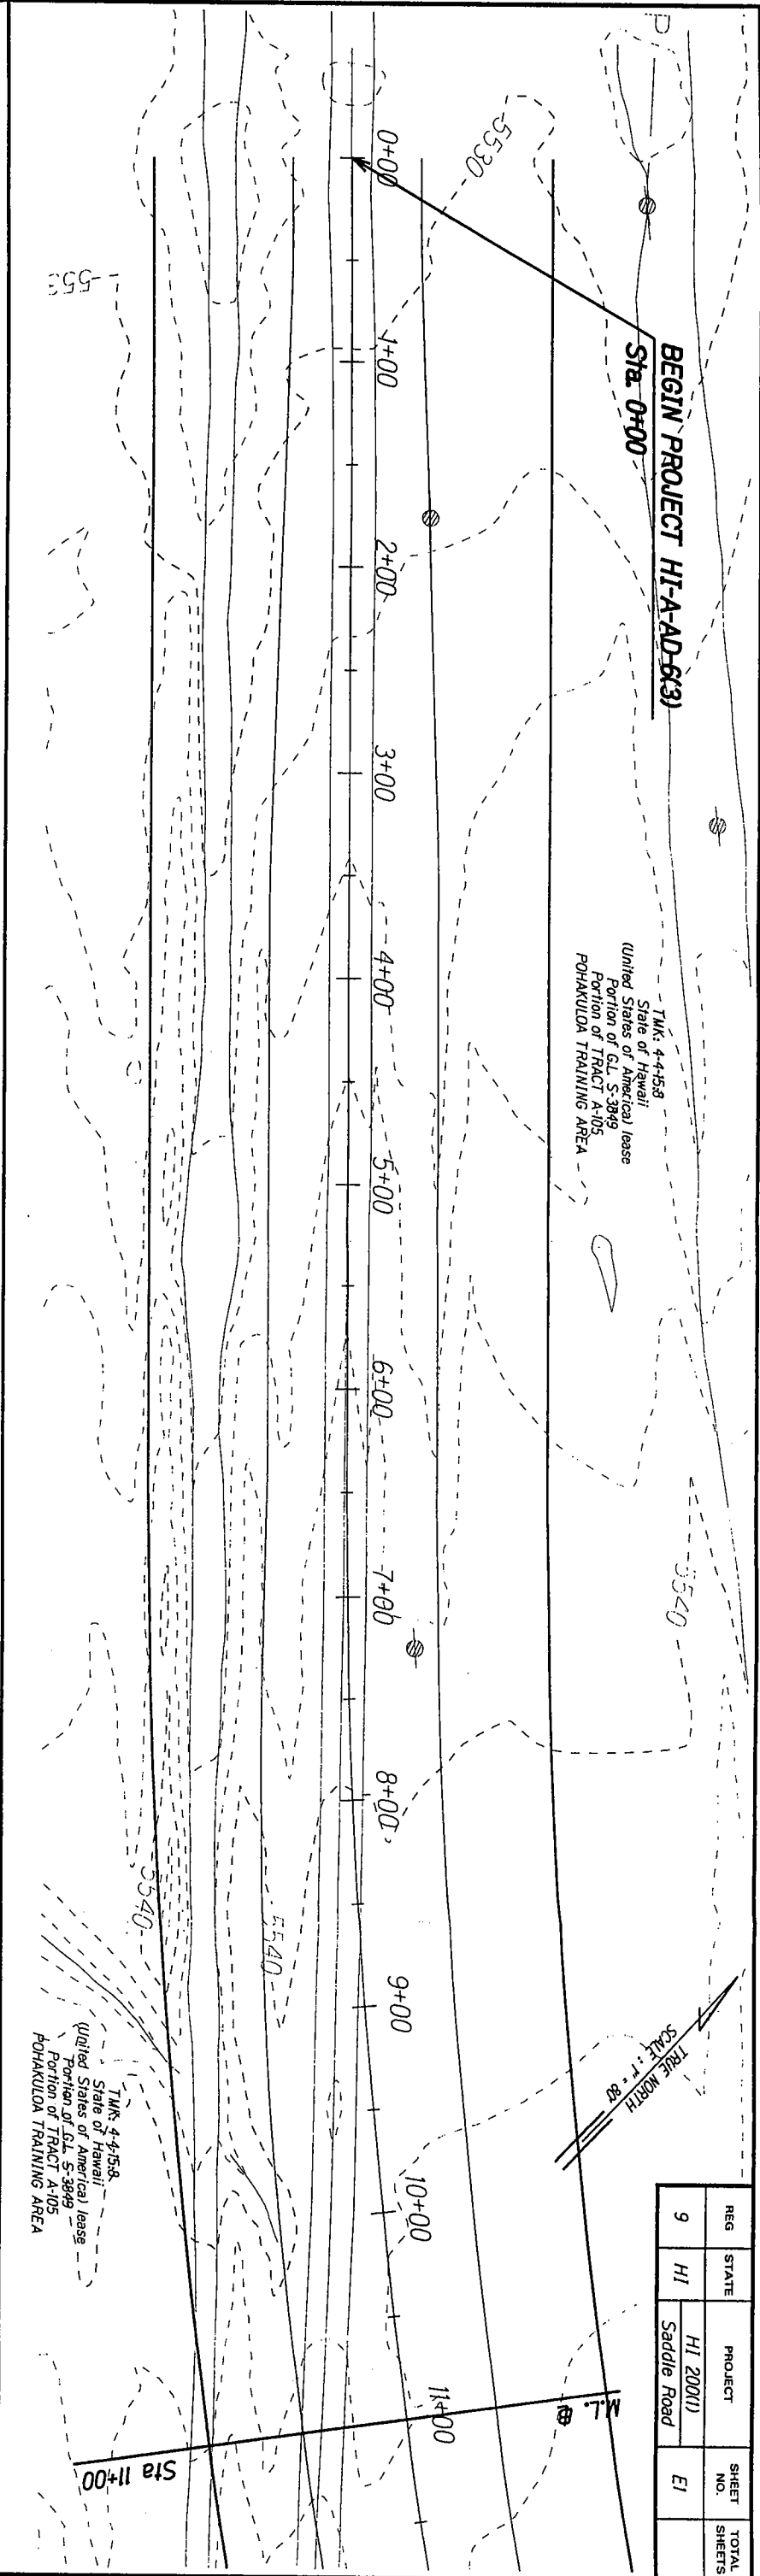 REG
STATE
PROJECT
SHEET NO.
TOTAL SHEETS
9
HI
HI 200(1)
Saddle Road
E1
BEGIN PROJECT HI-A-AD-6(3)
Sta. 0+00
5530
553
TMK: 4-4-15:8
State of Hawaii
(United States of America) lease
Portion of G.L. S-3849
Portion of TRACT A-105
POHAKULOA TRAINING AREA
5540
TRUE NORTH
SCALE : 1" = 80'
0+00
1+00
2+00
3+00
4+00
5+00
6+00
7+00
8+00
9+00
10+00
11+00
M.L.
5540
5540
TMK: 4-4-15:8
State of Hawaii
(United States of America) lease
Portion of G.L. S-3849
Portion of TRACT A-105
POHAKULOA TRAINING AREA
Sta 11+00